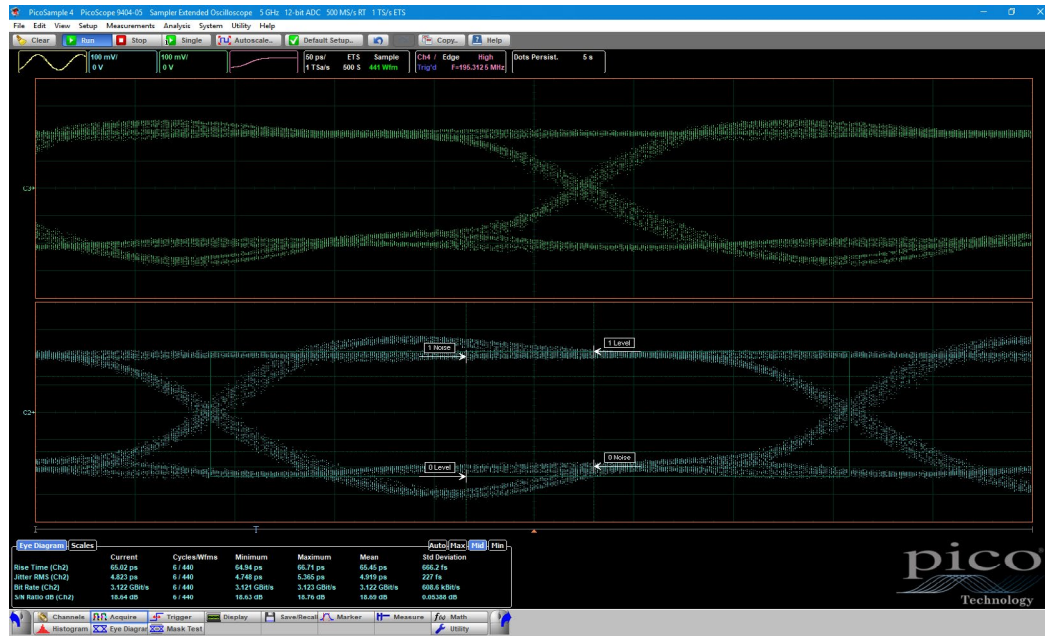 PicoSample 4 PicoScope 9404-05 Sampler Extended Oscilloscope 5 GHz 12-bit ADC 500 MS/s RT 1 TS/s ETS
File Edit View Setup Measurements Analysis System Utility Help
Clear Run Stop Single Autoscale.. Default Setup.. Copy.. Help
100 mV/ 100 mV/ 50 ps/ ETS Sample Ch4 / Edge High Dots Persist. 5 s
0 V 0 V 1 TSa/s 500 S 441 Wfm Trig'd F=195.3125 MHz
C3
1 Noise 1 Level
C2
0 Level 0 Noise
T
Eye Diagram Scales Auto Max Mid Min
Current Cycles/Wfms Minimum Maximum Mean Std Deviation
Rise Time (Ch2) 65.02 ps 6 / 440 64.94 ps 66.71 ps 65.45 ps 666.2 fs
Jitter RMS (Ch2) 4.823 ps 6 / 440 4.748 ps 5.365 ps 4.919 ps 227 fs
Bit Rate (Ch2) 3.122 GBit/s 6 / 440 3.121 GBit/s 3.123 GBit/s 3.122 GBit/s 608.6 kBit/s
S/N Ratio dB (Ch2) 18.64 dB 6 / 440 18.63 dB 18.76 dB 18.69 dB 0.05388 dB
pico
Technology
Channels Acquire Trigger Display Save/Recall Marker Measure f(x) Math
Histogram Eye Diagram Mask Test Utility